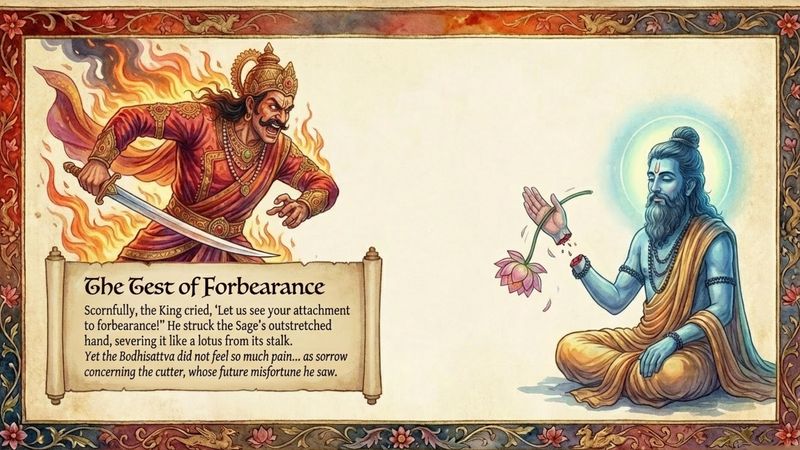 The Test of Forbearance
Scornfully, the King cried, ‘Let us see your attachment
to forbearance!” He struck the Sage’s outstretched
hand, severing it like a lotus from its stalk.
Yet the Bodhisattva did not feel so much pain... as sorrow
concerning the cutter, whose future misfortune he saw.